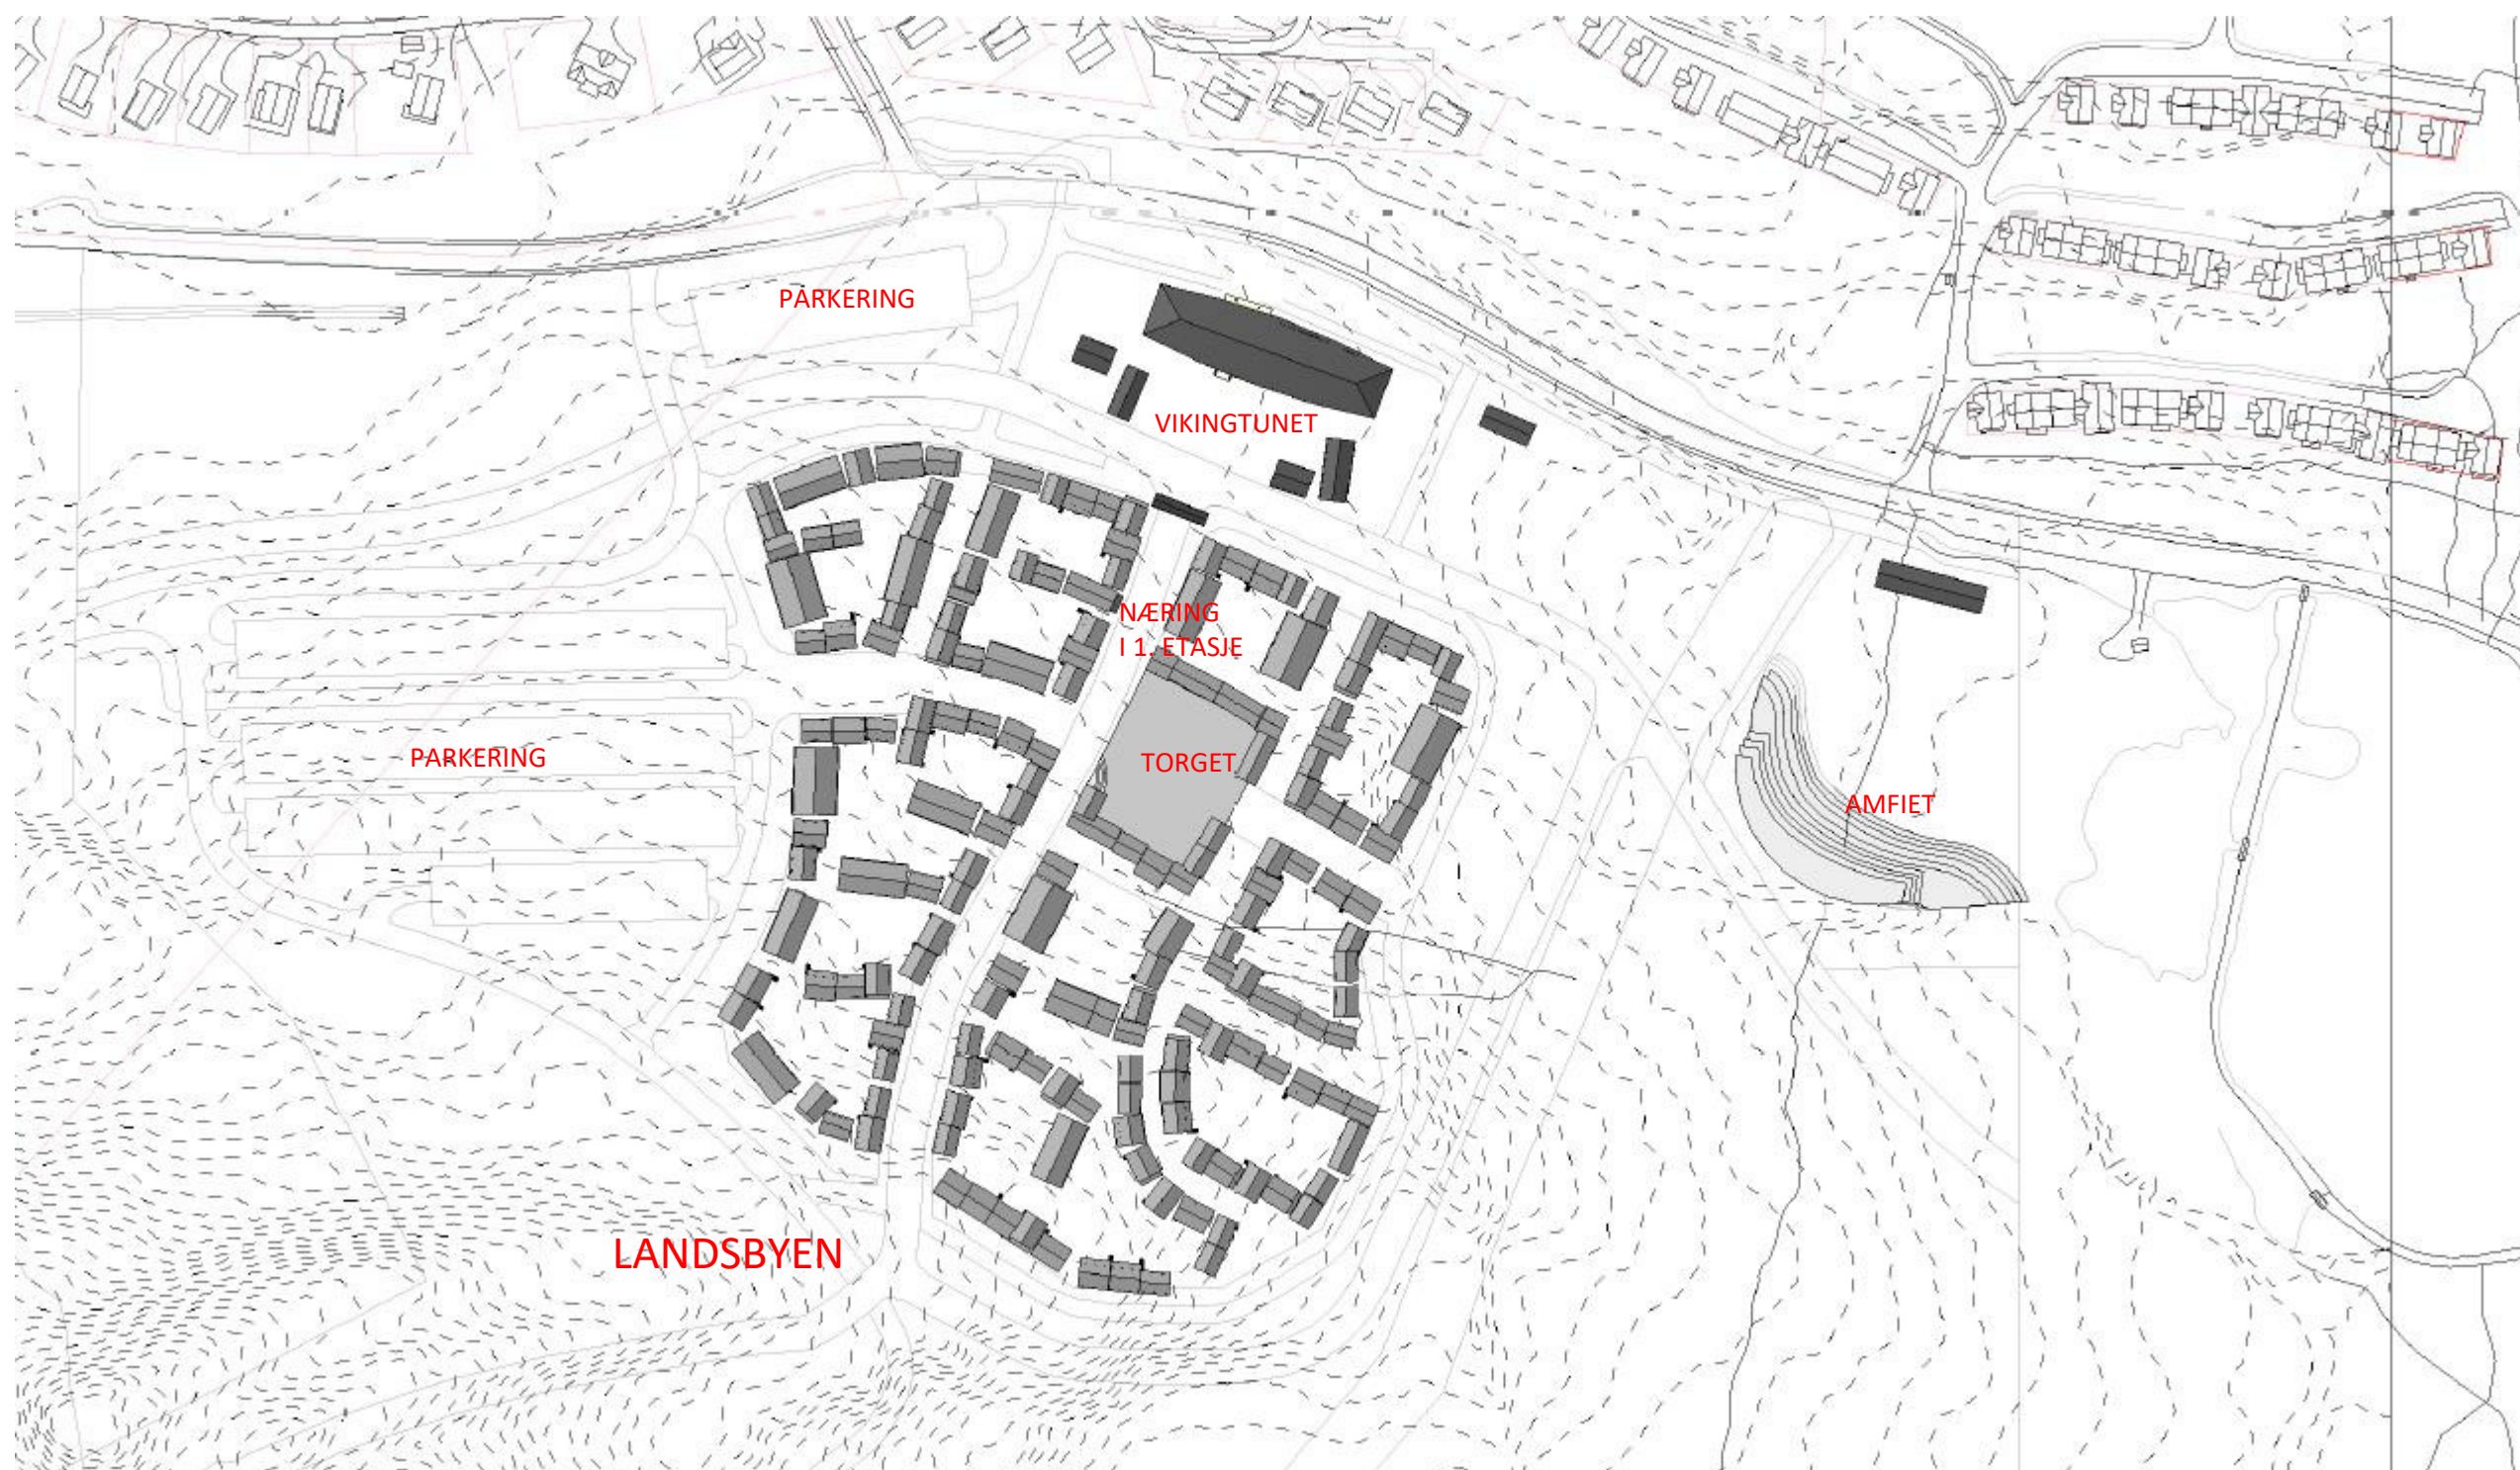 PARKERING
VIKINGTUNET
NÆRING
I 1. ETASJE
PARKERING
TORGET
AMFIET
LANDSBYEN